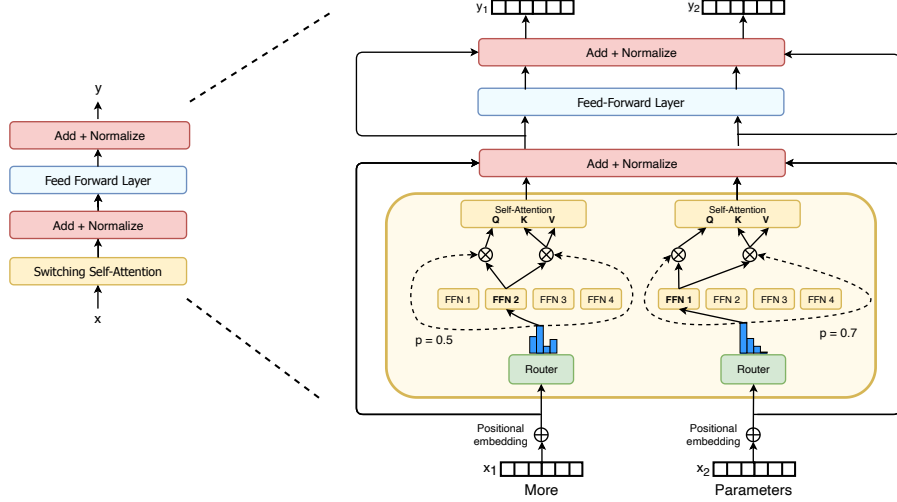 y
Add + Normalize
Feed Forward Layer
Add + Normalize
Switching Self-Attention
x
y1
y2
Add + Normalize
Feed-Forward Layer
Add + Normalize
Self-Attention
Q K V
FFN 1 FFN 2 FFN 3 FFN 4
p = 0.5
Router
Positional
embedding
x1
More
Self-Attention
Q K V
FFN 1 FFN 2 FFN 3 FFN 4
p = 0.7
Router
Positional
embedding
x2
Parameters